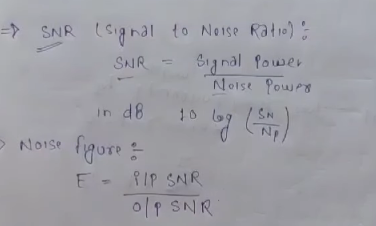 ⇒ SNR (Signal to Noise Ratio) ÷
SNR = Signal Power / Noise Power
in dB 10 log (SN/Np)
> Noise figure ÷
E = I/P SNR / O/P SNR